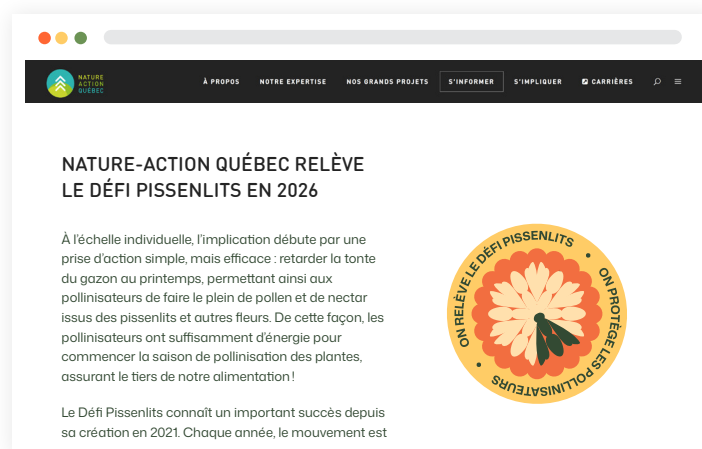 NATURE
ACTION
QUÉBEC
À PROPOS NOTRE EXPERTISE NOS GRANDS PROJETS S'INFORMER S'IMPLIQUER CARRIÈRES
NATURE-ACTION QUÉBEC RELÈVE
LE DÉFI PISSENLITS EN 2026
À l'échelle individuelle, l'implication débute par une
prise d'action simple, mais efficace : retarder la tonte
du gazon au printemps, permettant ainsi aux
pollinisateurs de faire le plein de pollen et de nectar
issus des pissenlits et autres fleurs. De cette façon, les
pollinisateurs ont suffisamment d'énergie pour
commencer la saison de pollinisation des plantes,
assurant le tiers de notre alimentation !
Le Défi Pissenlits connaît un important succès depuis
sa création en 2021. Chaque année, le mouvement est
ON RELÈVE LE DÉFI PISSENLITS •
ON PROTÈGE LES POLLINISATEURS •